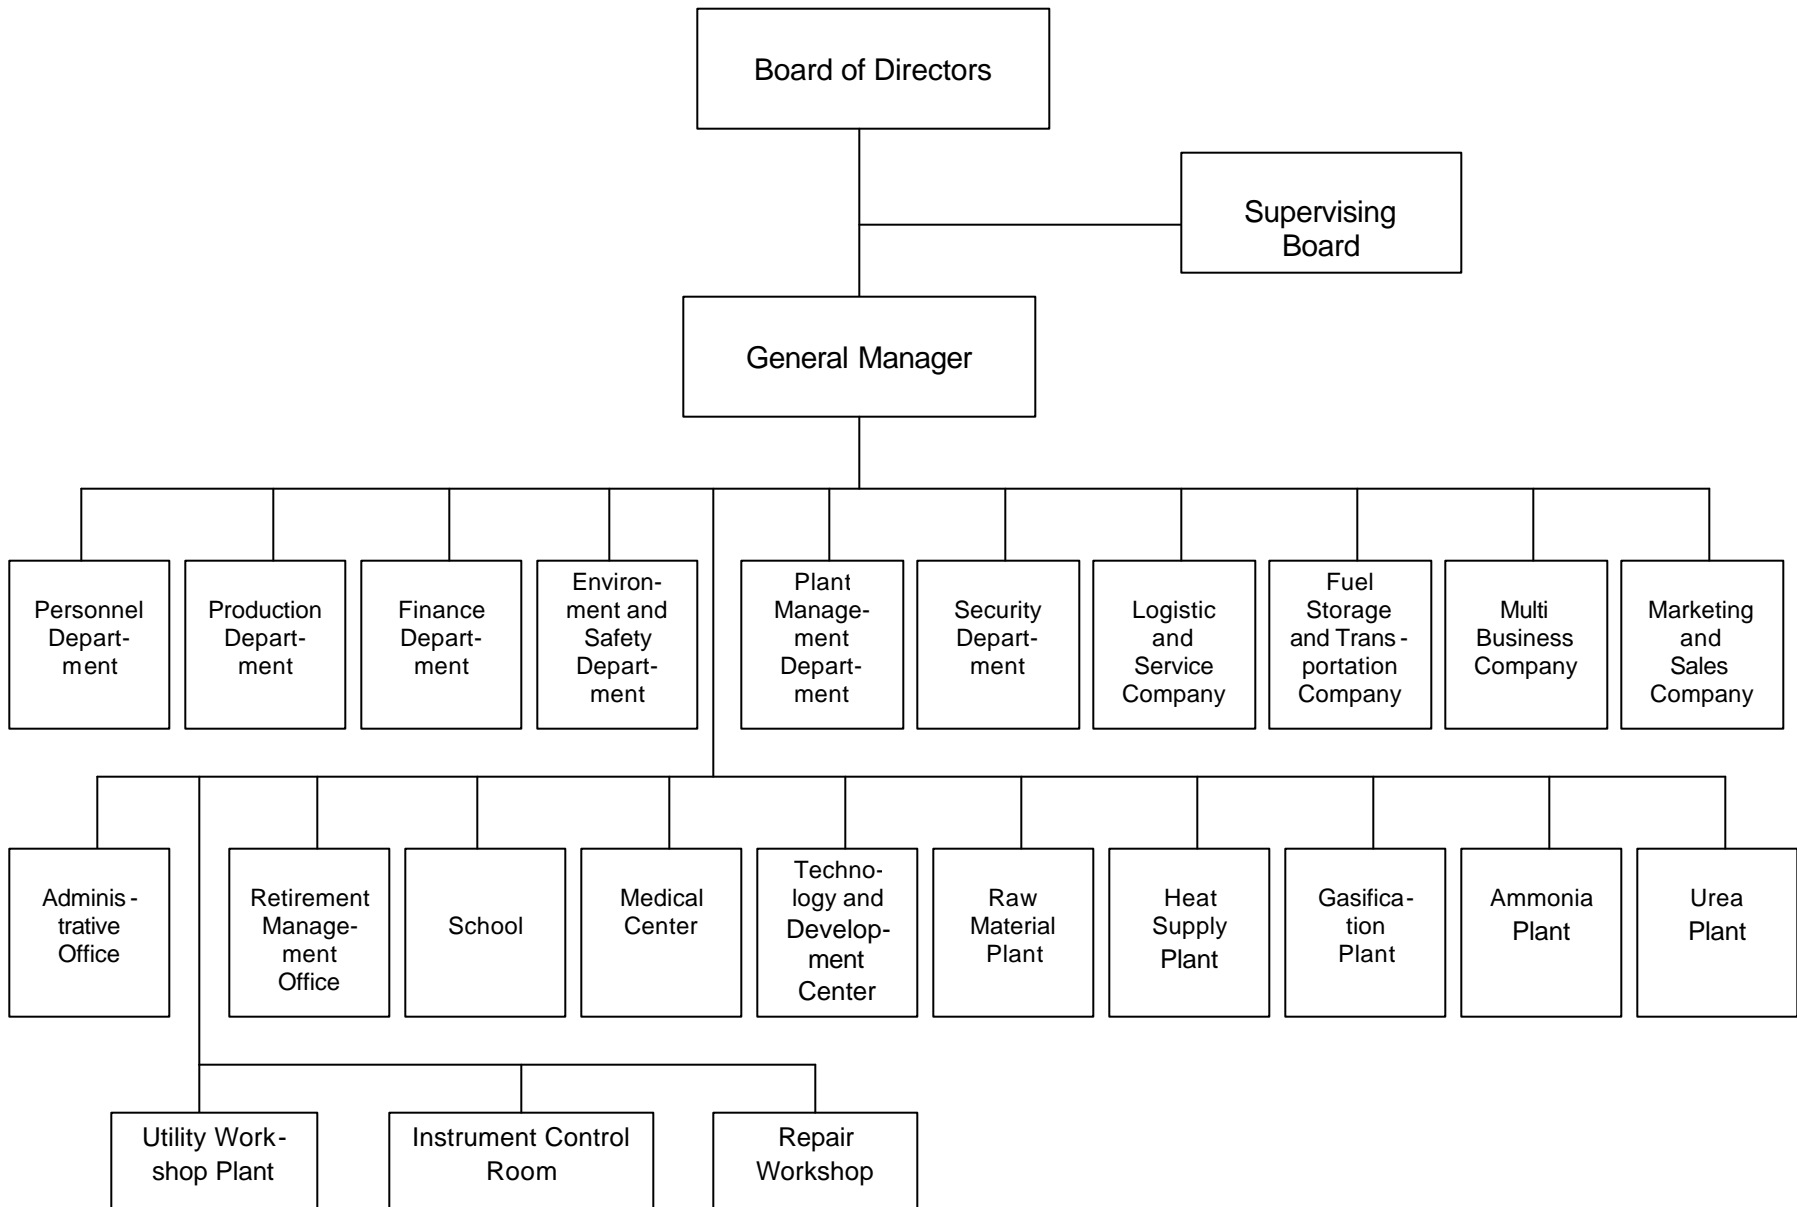 Board of Directors
Supervising
Board
General Manager
Personnel
Depart-
ment
Production
Depart-
ment
Finance
Depart-
ment
Environ-
ment and
Safety
Depart-
ment
Plant
Manage-
ment
Depart-
ment
Security
Depart-
ment
Logistic
and
Service
Company
Fuel
Storage
and Trans-
portation
Company
Multi
Business
Company
Marketing
and
Sales
Company
Adminis-
trative
Office
Retirement
Manage-
ment
Office
School
Medical
Center
Techno-
logy and
Develop-
ment
Center
Raw
Material
Plant
Heat
Supply
Plant
Gasifica-
tion
Plant
Ammonia
Plant
Urea
Plant
Utility Work-
shop Plant
Instrument Control
Room
Repair
Workshop